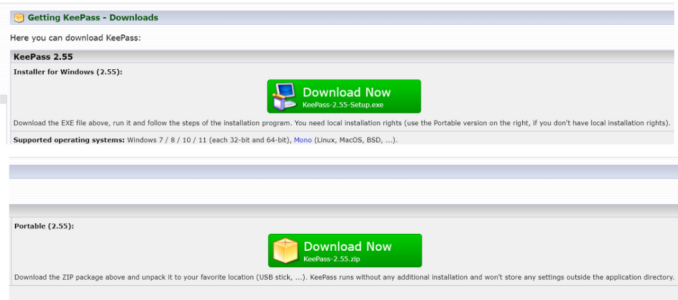 Getting KeePass - Downloads
Here you can download KeePass:
KeePass 2.55
Installer for Windows (2.55):
Download Now
KeePass-2.55-Setup.exe
Download the EXE file above, run it and follow the steps of the installation program. You need local installation rights (use the Portable version on the right, if you don't have local installation rights).
Supported operating systems: Windows 7 / 8 / 10 / 11 (each 32-bit and 64-bit), Mono (Linux, MacOS, BSD, ...).
Portable (2.55):
Download Now
KeePass-2.55.zip
Download the ZIP package above and unpack it to your favorite location (USB stick, ...). KeePass runs without any additional installation and won't store any settings outside the application directory.